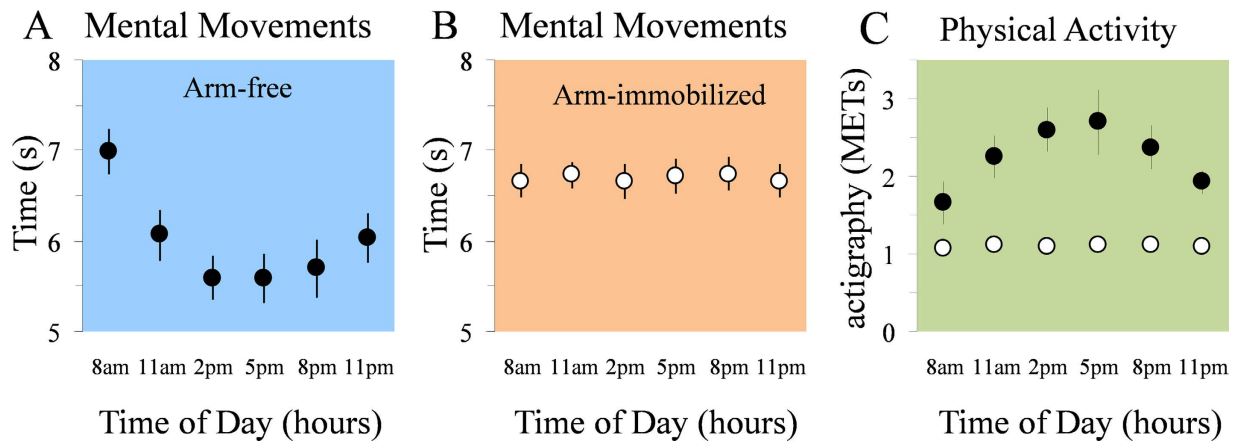 A Mental Movements
Arm-free
Time (s)
8
7
6
5
8am 11am 2pm 5pm 8pm 11pm
Time of Day (hours)
B Mental Movements
Arm-immobilized
Time (s)
8
7
6
5
8am 11am 2pm 5pm 8pm 11pm
Time of Day (hours)
C Physical Activity
actigraphy (METs)
3
2
1
0
8am 11am 2pm 5pm 8pm 11pm
Time of Day (hours)